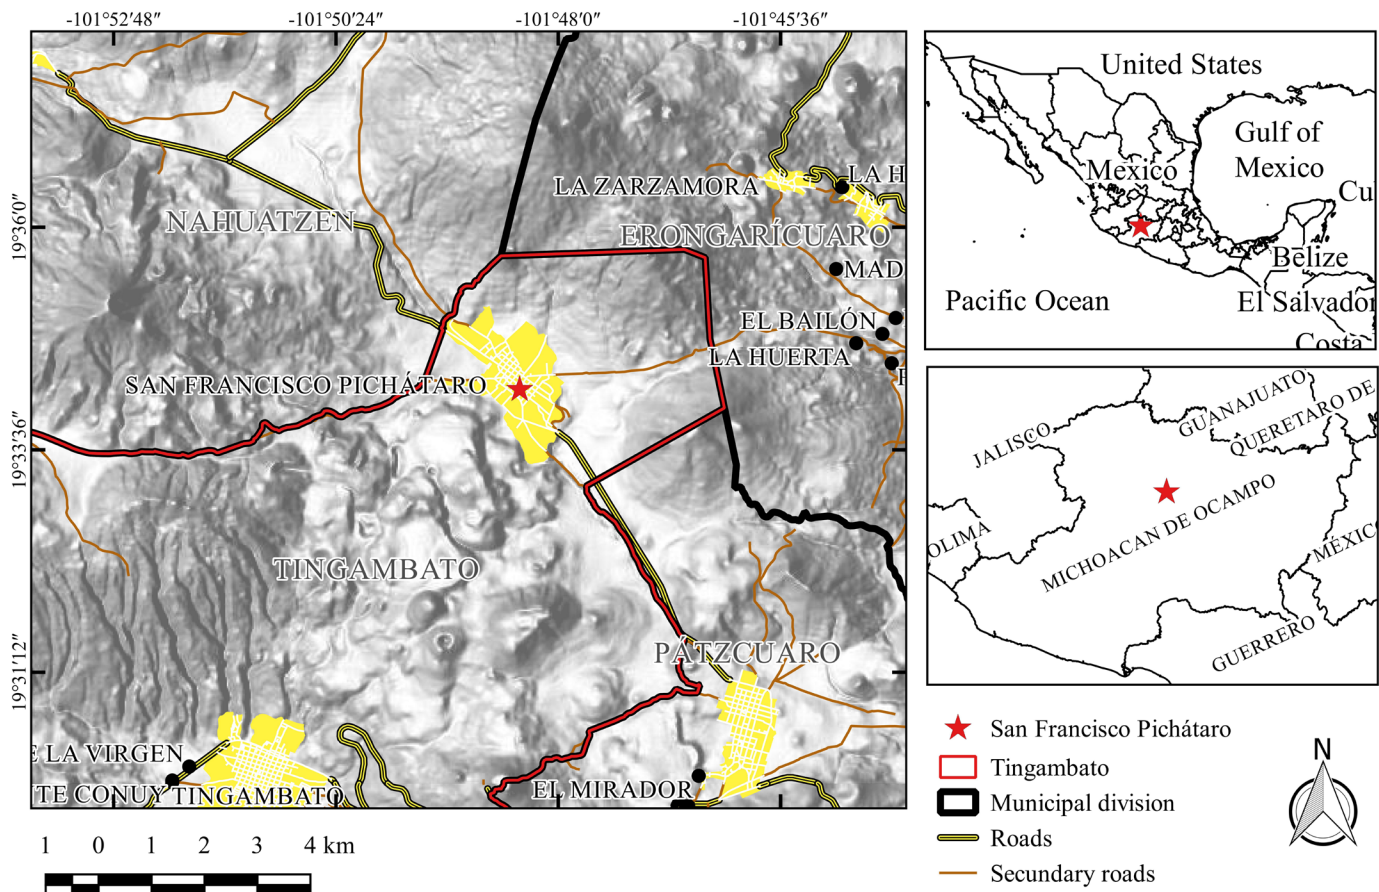 -101°52′48″ -101°50′24″ -101°48′0″ -101°45′36″
19°36′0″
19°33′36″
19°31′12″
LA ZARZAMORA
LA H
NAHUATZEN
ERONGARÍCUARO
MAD
EL BAILÓN
LA HUERTA
SAN FRANCISCO PICHÁTARO
TINGAMBATO
PÁTZCUARO
E LA VIRGEN
TE CONUY
TINGAMBATO
EL MIRADOR
1 0 1 2 3 4 km
United States
Gulf of
Mexico
Mexico
Cu
Belize
Pacific Ocean
El Salvador
Costa
GUANAJUATO
QUERETARO DE
JALISCO
OLIMA
MICHOACAN DE OCAMPO
MÉXIC
GUERRERO
San Francisco Pichátaro
Tingambato
Municipal division
Roads
Secundary roads
N